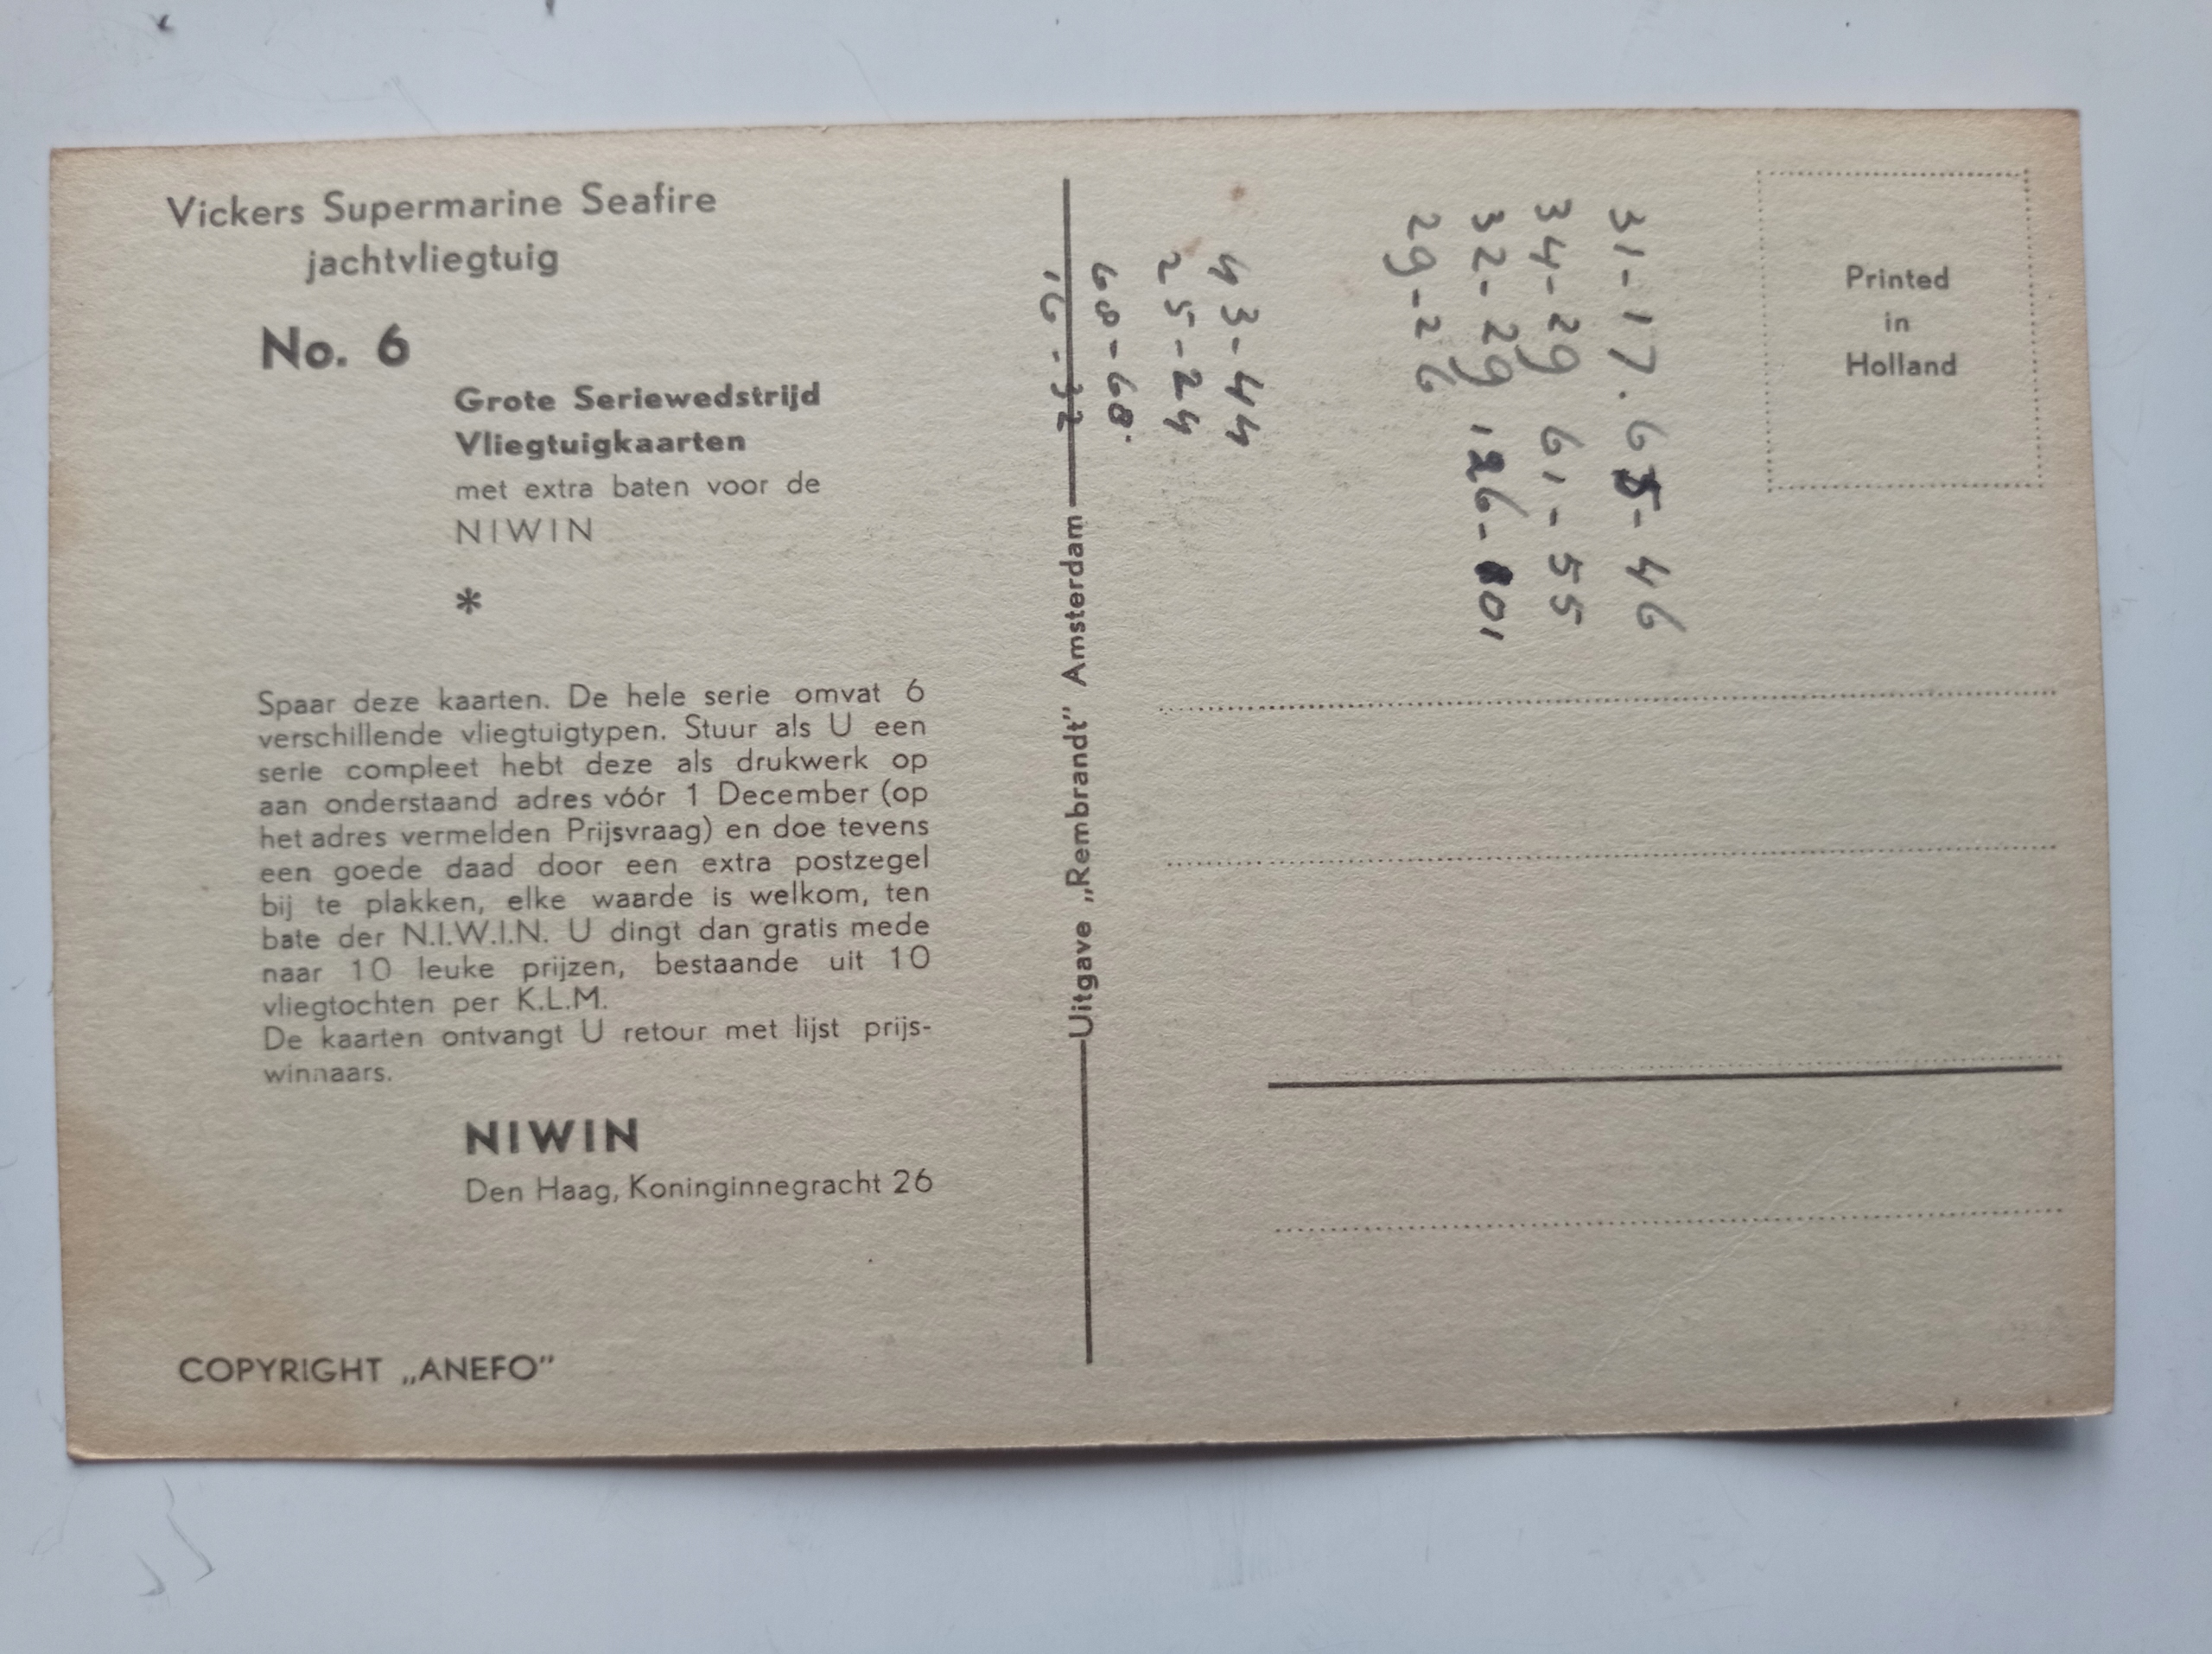 Vickers Supermarine Seafire
jachtvliegtuig
No. 6
Grote Seriewedstrijd
Vliegtuigkaarten
met extra baten voor de
NIWIN
*
Spaar deze kaarten. De hele serie omvat 6
verschillende vliegtuigtypen. Stuur als U een
serie compleet hebt deze als drukwerk op
aan onderstaand adres vóór 1 December (op
het adres vermelden Prijsvraag) en doe tevens
een goede daad door een extra postzegel
bij te plakken, elke waarde is welkom, ten
bate der N.I.W.I.N. U dingt dan gratis mede
naar 10 leuke prijzen, bestaande uit 10
vliegtochten per K.L.M.
De kaarten ontvangt U retour met lijst prijs-
winnaars.
NIWIN
Den Haag, Koninginnegracht 26
COPYRIGHT „ANEFO”
Uitgave „Rembrandt” Amsterdam
Printed
in
Holland
31-17. 65-46
34-29 61-55
32-29 126-101
29-26
43-44
25-24
68-68.
16-32